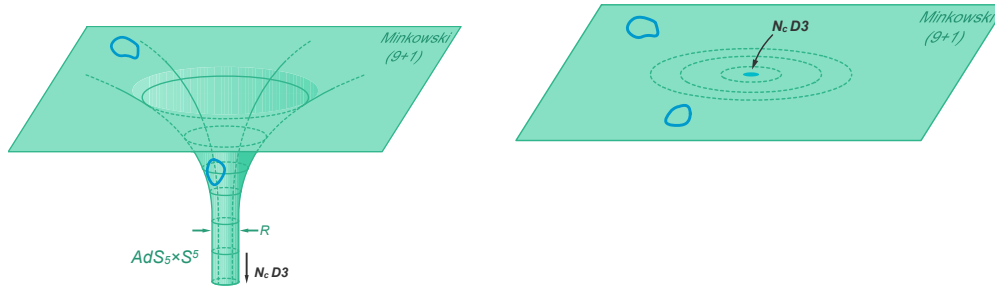 Minkowski
(9+1)
R
AdS₅×S⁵
N꜀ D3
N꜀ D3
Minkowski
(9+1)